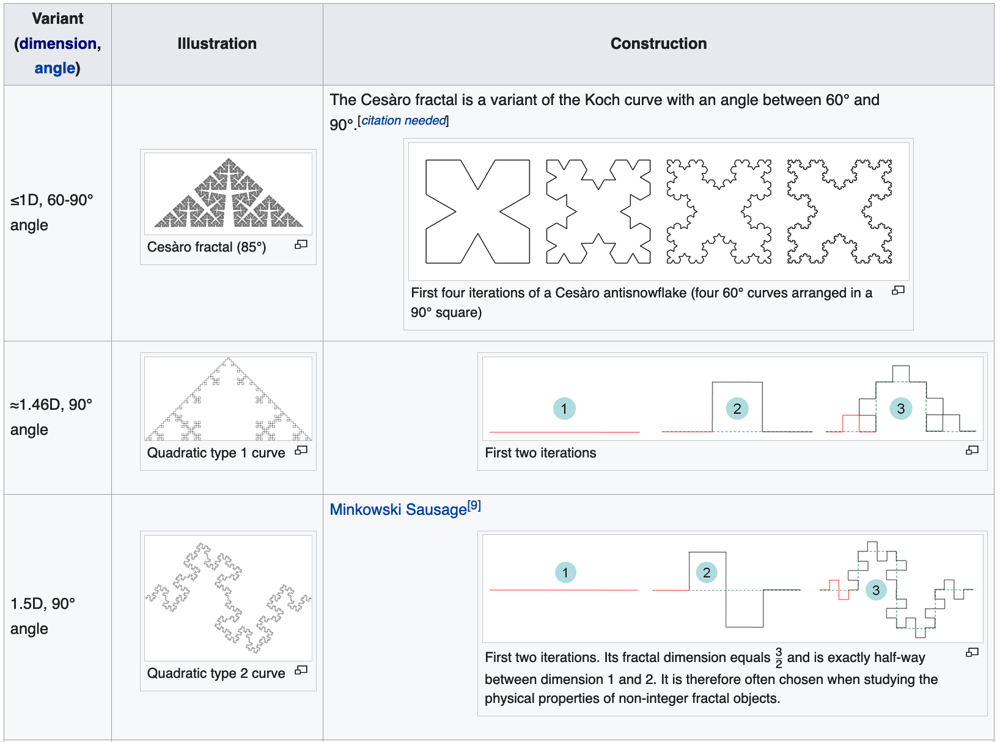 Variant
(dimension,
angle)
Illustration
Construction
≤1D, 60-90°
angle
Cesàro fractal (85°)
The Cesàro fractal is a variant of the Koch curve with an angle between 60° and
90°.[citation needed]
First four iterations of a Cesàro antisnowflake (four 60° curves arranged in a
90° square)
≈1.46D, 90°
angle
Quadratic type 1 curve
1
2
3
First two iterations
1.5D, 90°
angle
Quadratic type 2 curve
Minkowski Sausage[9]
1
2
3
First two iterations. Its fractal dimension equals 3/2 and is exactly half-way
between dimension 1 and 2. It is therefore often chosen when studying the
physical properties of non-integer fractal objects.